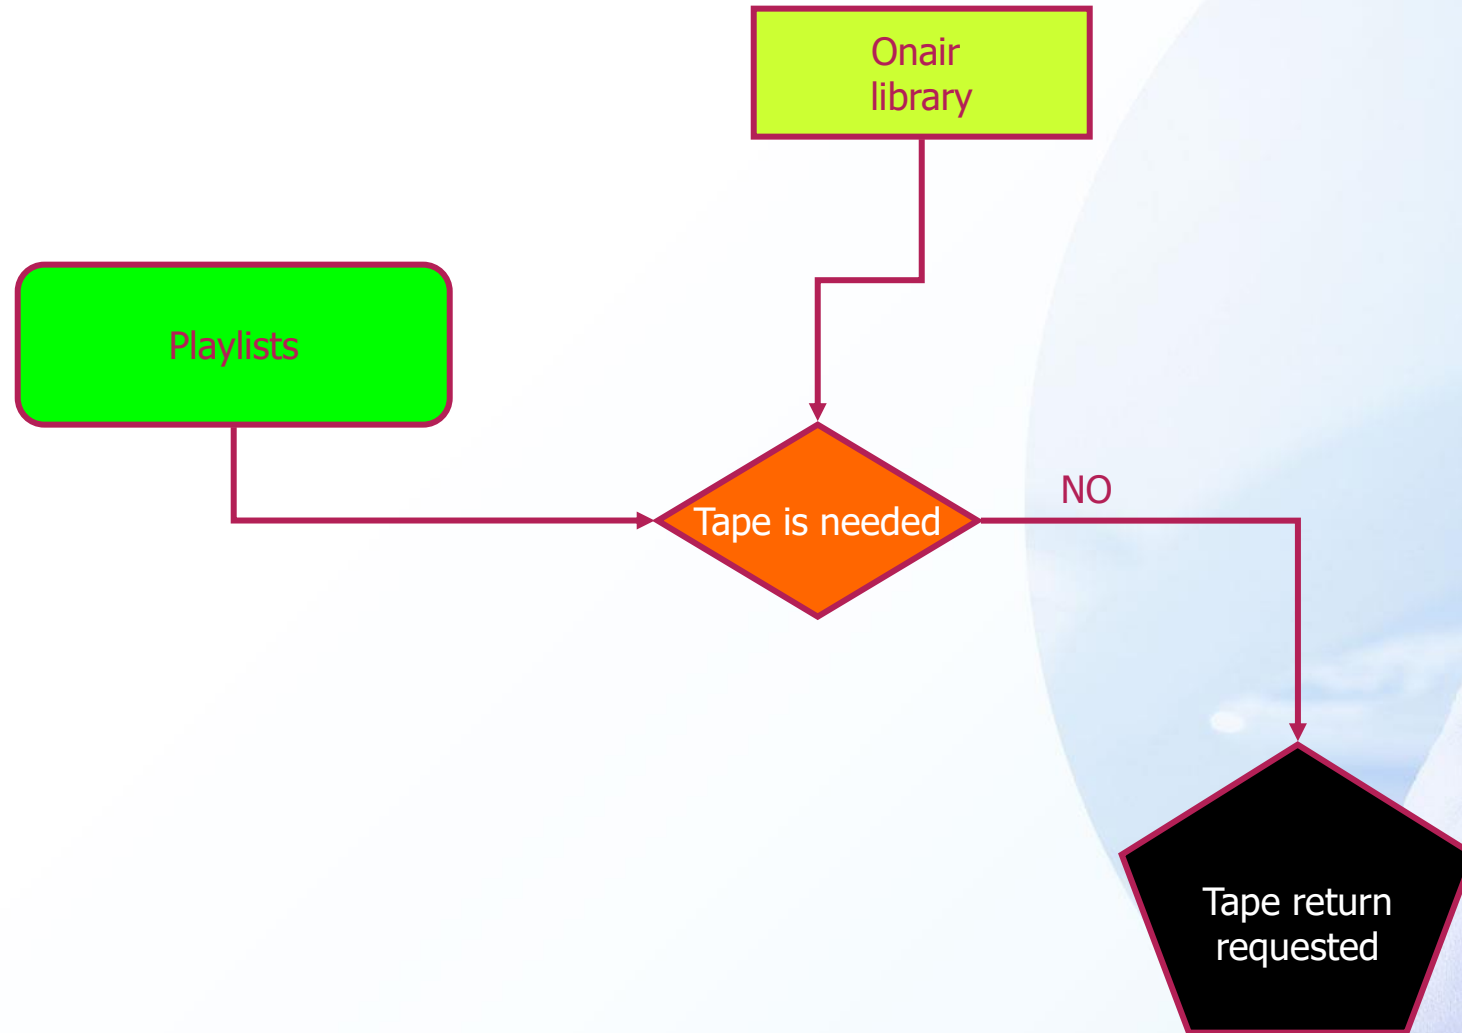 Onair
library
Playlists
NO
Tape is needed
Tape return
requested